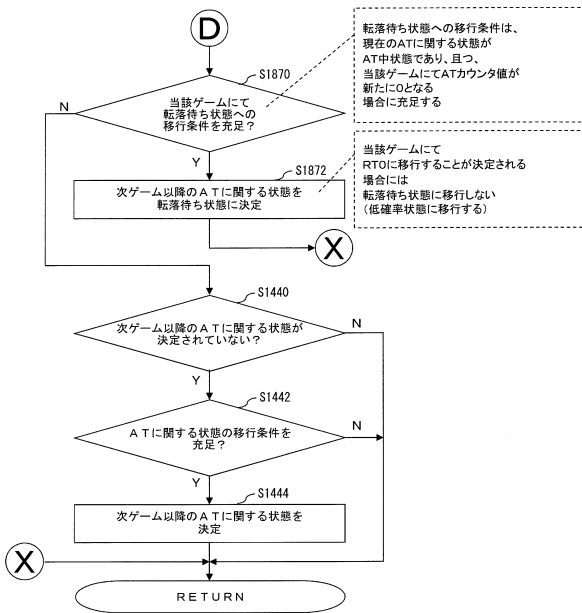 D
転落待ち状態への移行条件は、
現在のATに関する状態が
AT中状態であり、且つ、
当該ゲームにてATカウンタ値が
新たに0となる
場合に充足する
S1870
N
当該ゲームにて
転落待ち状態への
移行条件を充足？
Y
S1872
次ゲーム以降のATに関する状態を
転落待ち状態に決定
当該ゲームにて
RT0に移行することが決定される
場合には
転落待ち状態に移行しない
(低確率状態に移行する)
X
S1440
次ゲーム以降のATに関する状態が
決定されていない？
N
Y
S1442
ATに関する状態の移行条件を
充足？
N
Y
S1444
次ゲーム以降のATに関する状態を
決定
X
RETURN